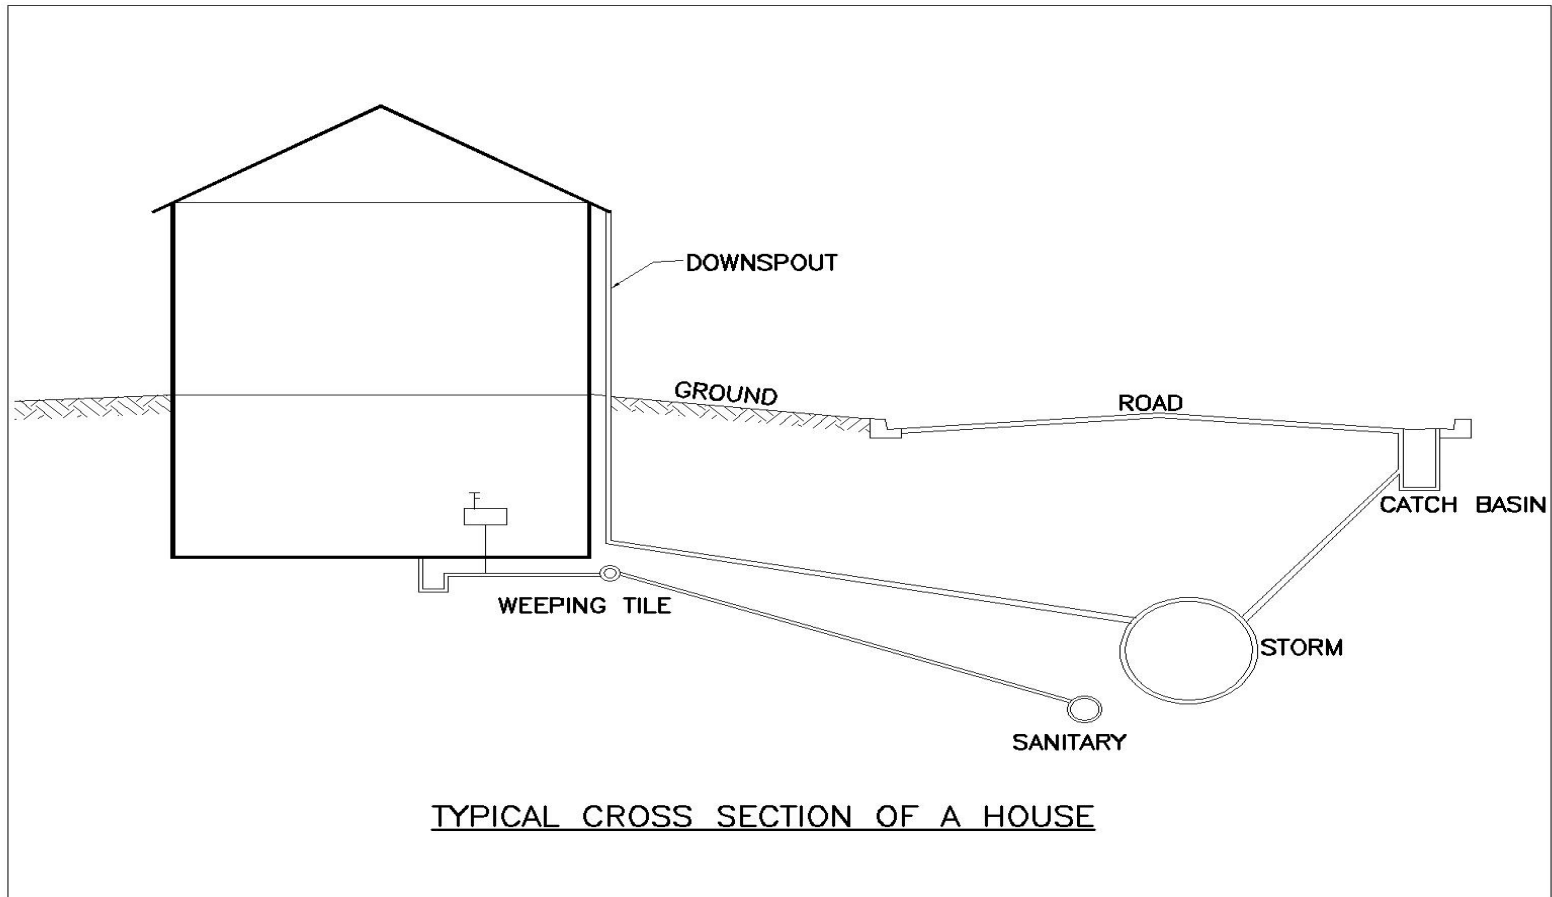 DOWNSPOUT
GROUND
ROAD
CATCH BASIN
WEEPING TILE
STORM
SANITARY
TYPICAL CROSS SECTION OF A HOUSE